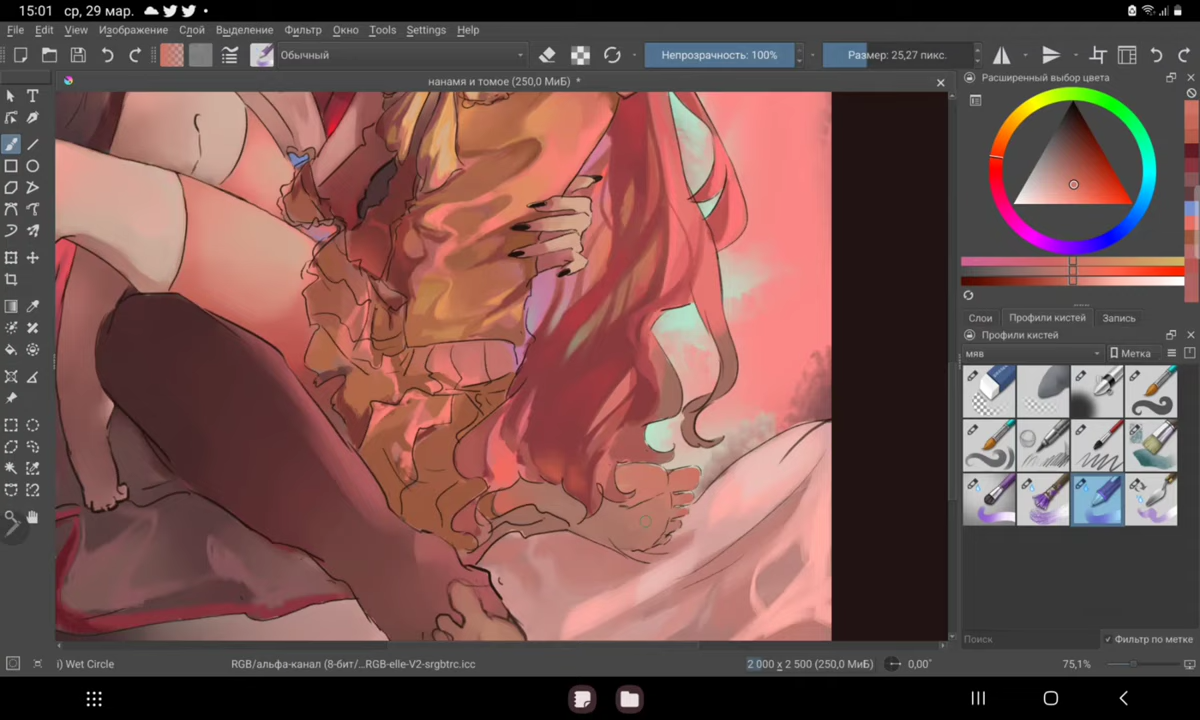 15:01 ср, 29 мар.
File Edit View Изображение Слой Выделение Фильтр Окно Tools Settings Help
Обычный Непрозрачность: 100% Размер: 25,27 пикс.
нанамя и томое (250,0 МиБ) *
Расширенный выбор цвета
Слои Профили кистей Запись
Профили кистей
мяв Метка
Поиск Фильтр по метке
i) Wet Circle RGB/альфа-канал (8-бит/...RGB-elle-V2-srgbtrc.icc 2 000 x 2 500 (250,0 МиБ) 0,00° 75,1%